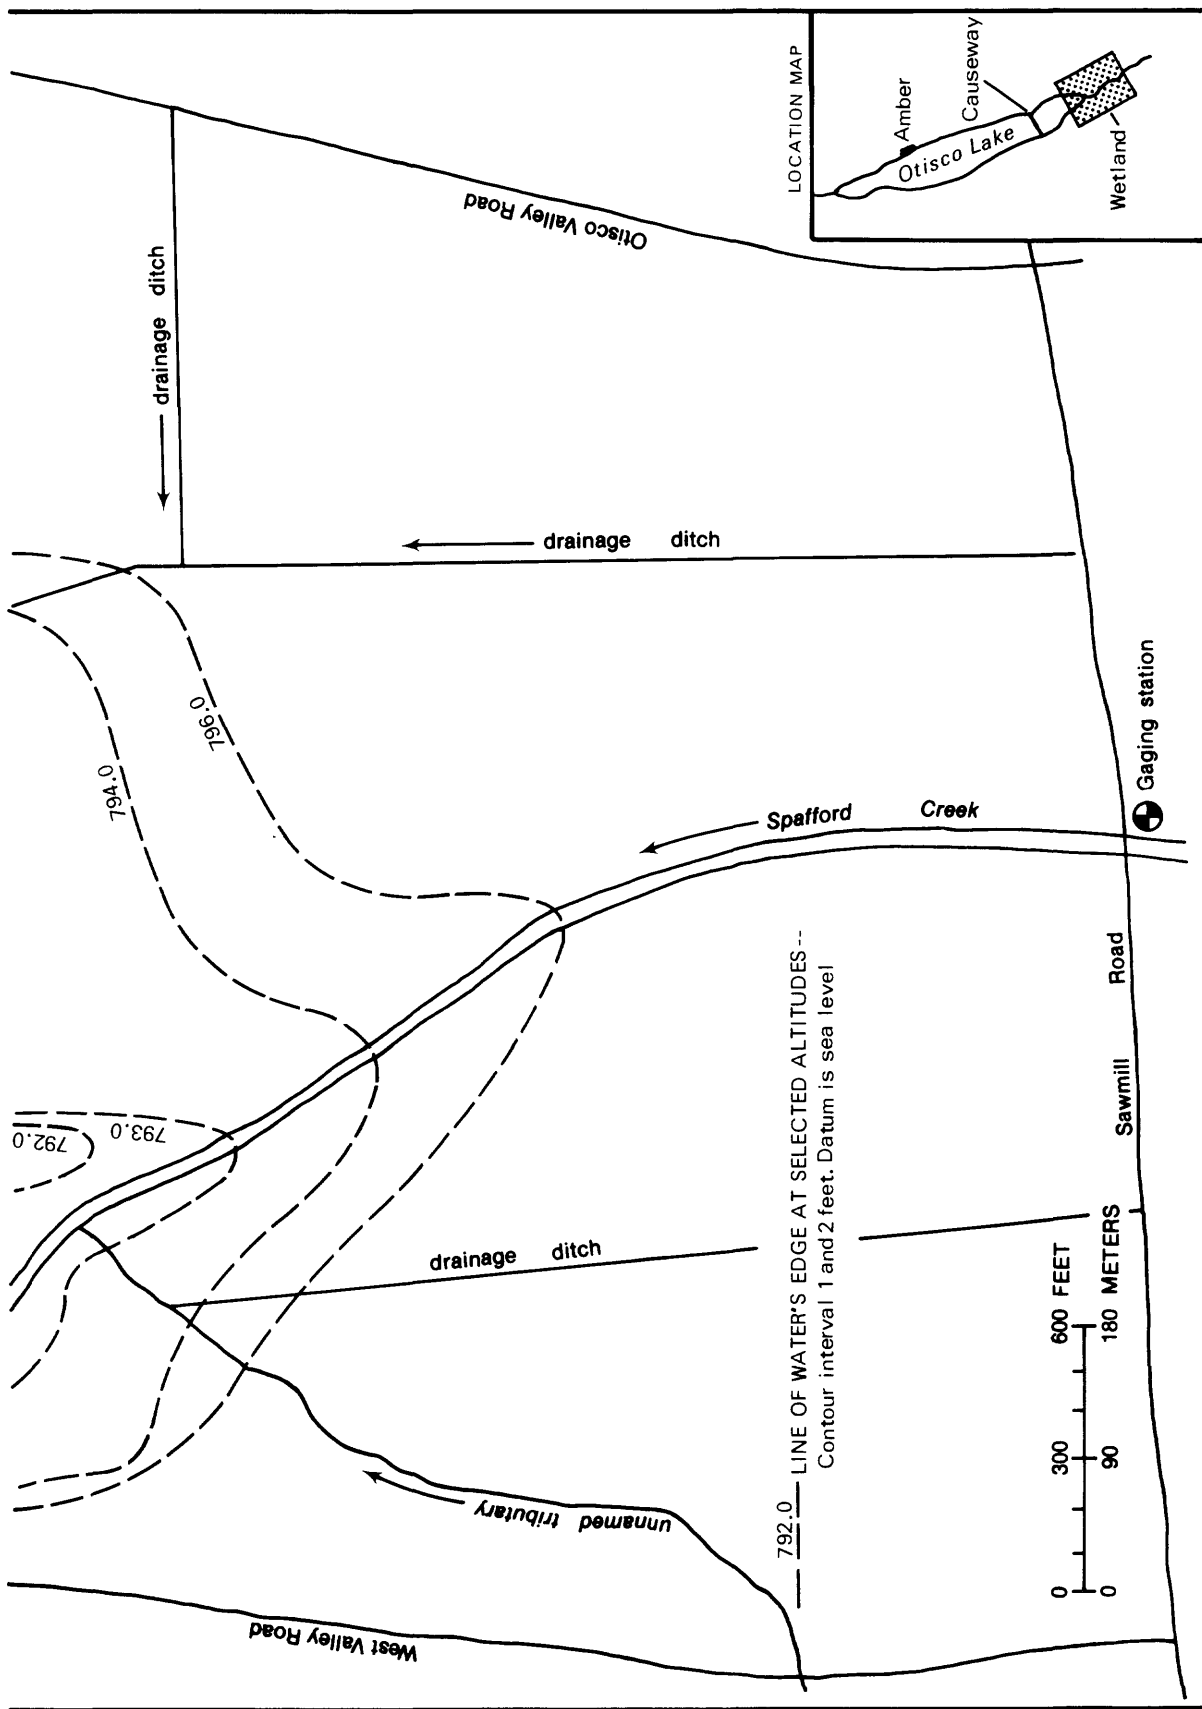 LOCATION MAP
Amber
Otisco Lake
Causeway
Wetland
Otisco Valley Road
drainage ditch
drainage ditch
796.0
794.0
793.0
792.0
Spafford Creek
Gaging station
drainage ditch
unnamed tributary
West Valley Road
Sawmill Road
792.0 LINE OF WATER'S EDGE AT SELECTED ALTITUDES--
Contour interval 1 and 2 feet. Datum is sea level
0 300 600 FEET
0 90 180 METERS